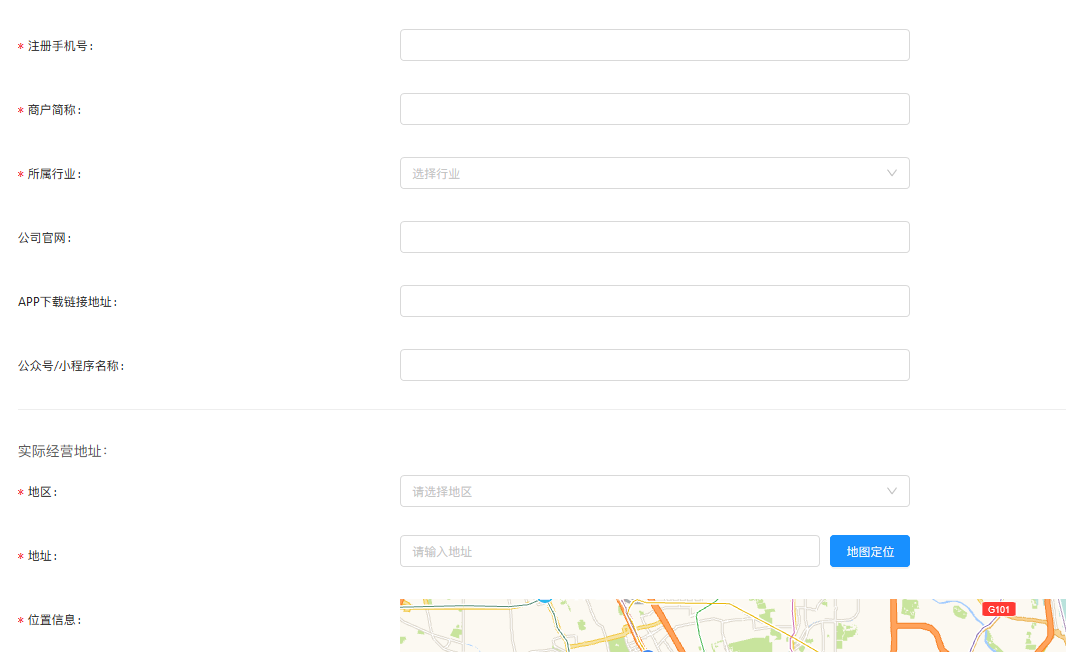 * 注册手机号:
* 商户简称:
* 所属行业:
选择行业
公司官网:
APP下载链接地址:
公众号/小程序名称:
实际经营地址:
* 地区:
请选择地区
* 地址:
请输入地址
地图定位
* 位置信息:
G101